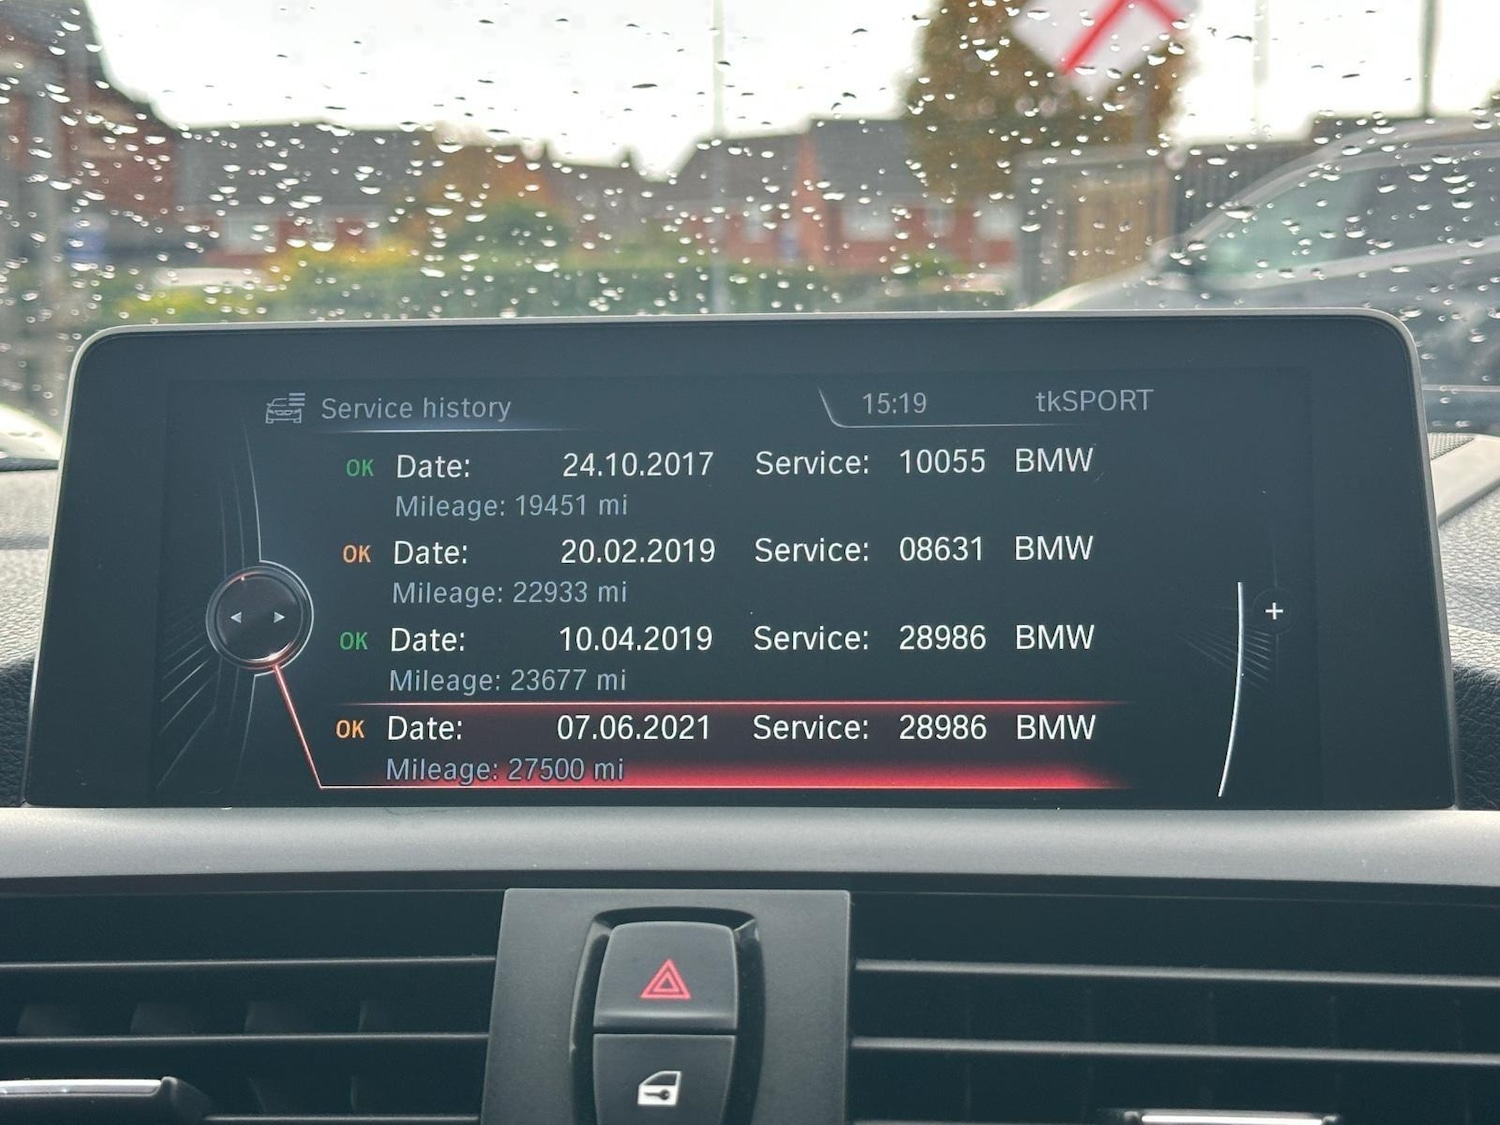 Service history 15:19 tkSPORT
OK Date: 24.10.2017 Service: 10055 BMW
Mileage: 19451 mi
OK Date: 20.02.2019 Service: 08631 BMW
Mileage: 22933 mi
OK Date: 10.04.2019 Service: 28986 BMW
Mileage: 23677 mi
OK Date: 07.06.2021 Service: 28986 BMW
Mileage: 27500 mi